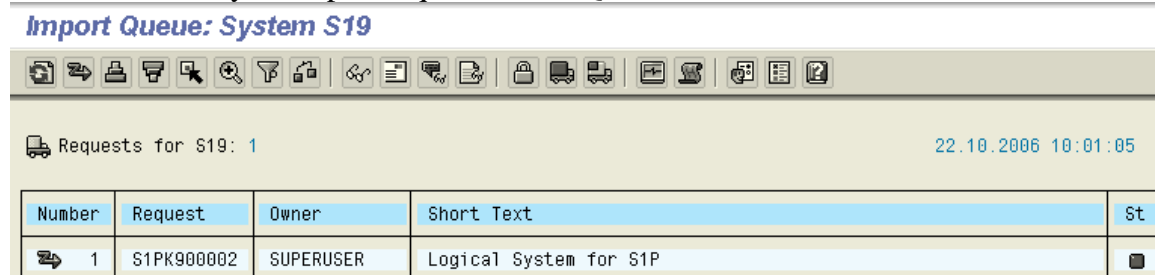 Import Queue: System S19
Requests for S19: 1 22.10.2006 10:01:05
Number Request Owner Short Text St
1 S1PK900002 SUPERUSER Logical System for S1P